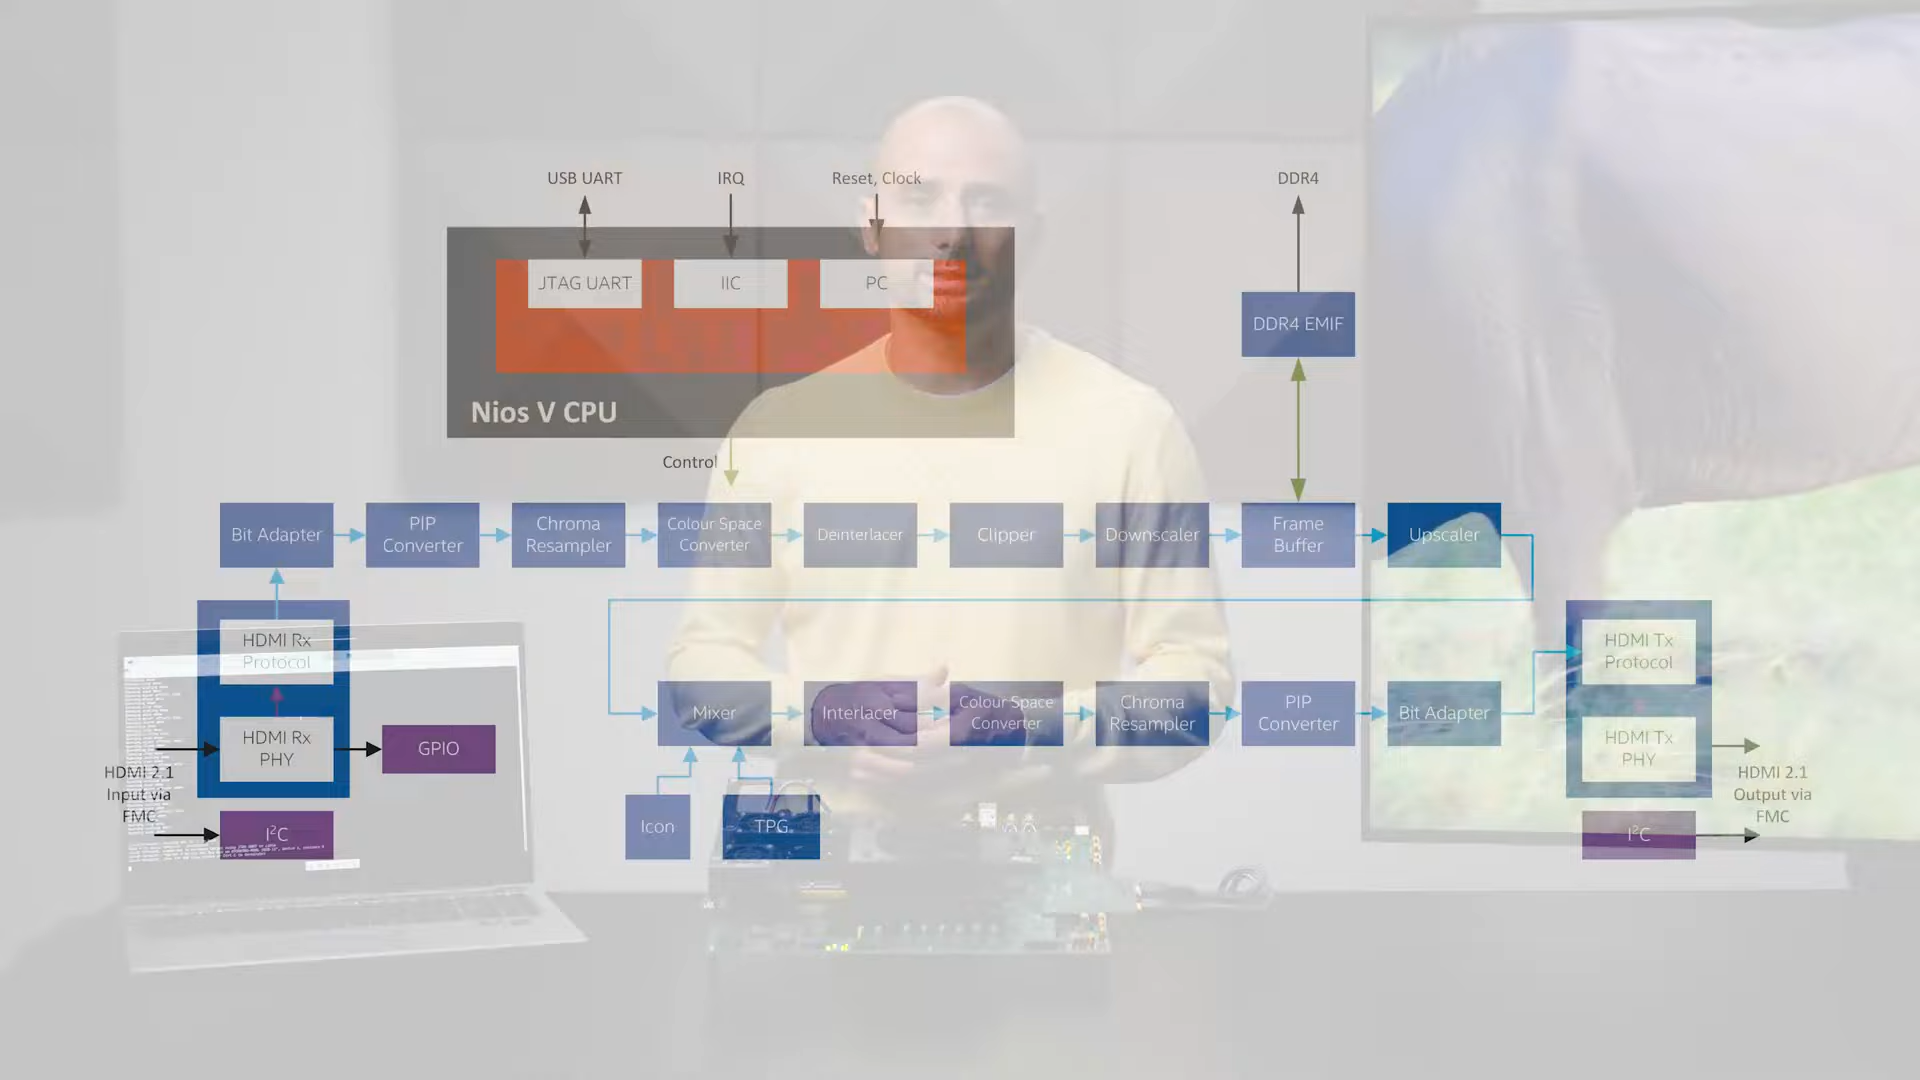 USB UART
IRQ
Reset, Clock
DDR4
JTAG UART
IIC
PC
DDR4 EMIF
Nios V CPU
Control
Bit Adapter
PIP
Converter
Chroma
Resampler
Colour Space
Converter
Deinterlacer
Clipper
Downscaler
Frame
Buffer
Upscaler
HDMI Rx
Protocol
HDMI Rx
PHY
GPIO
HDMI 2.1
Input via
FMC
I²C
Mixer
Interlacer
Colour Space
Converter
Chroma
Resampler
PIP
Converter
Bit Adapter
Icon
TPG
HDMI Tx
Protocol
HDMI Tx
PHY
HDMI 2.1
Output via
FMC
I²C